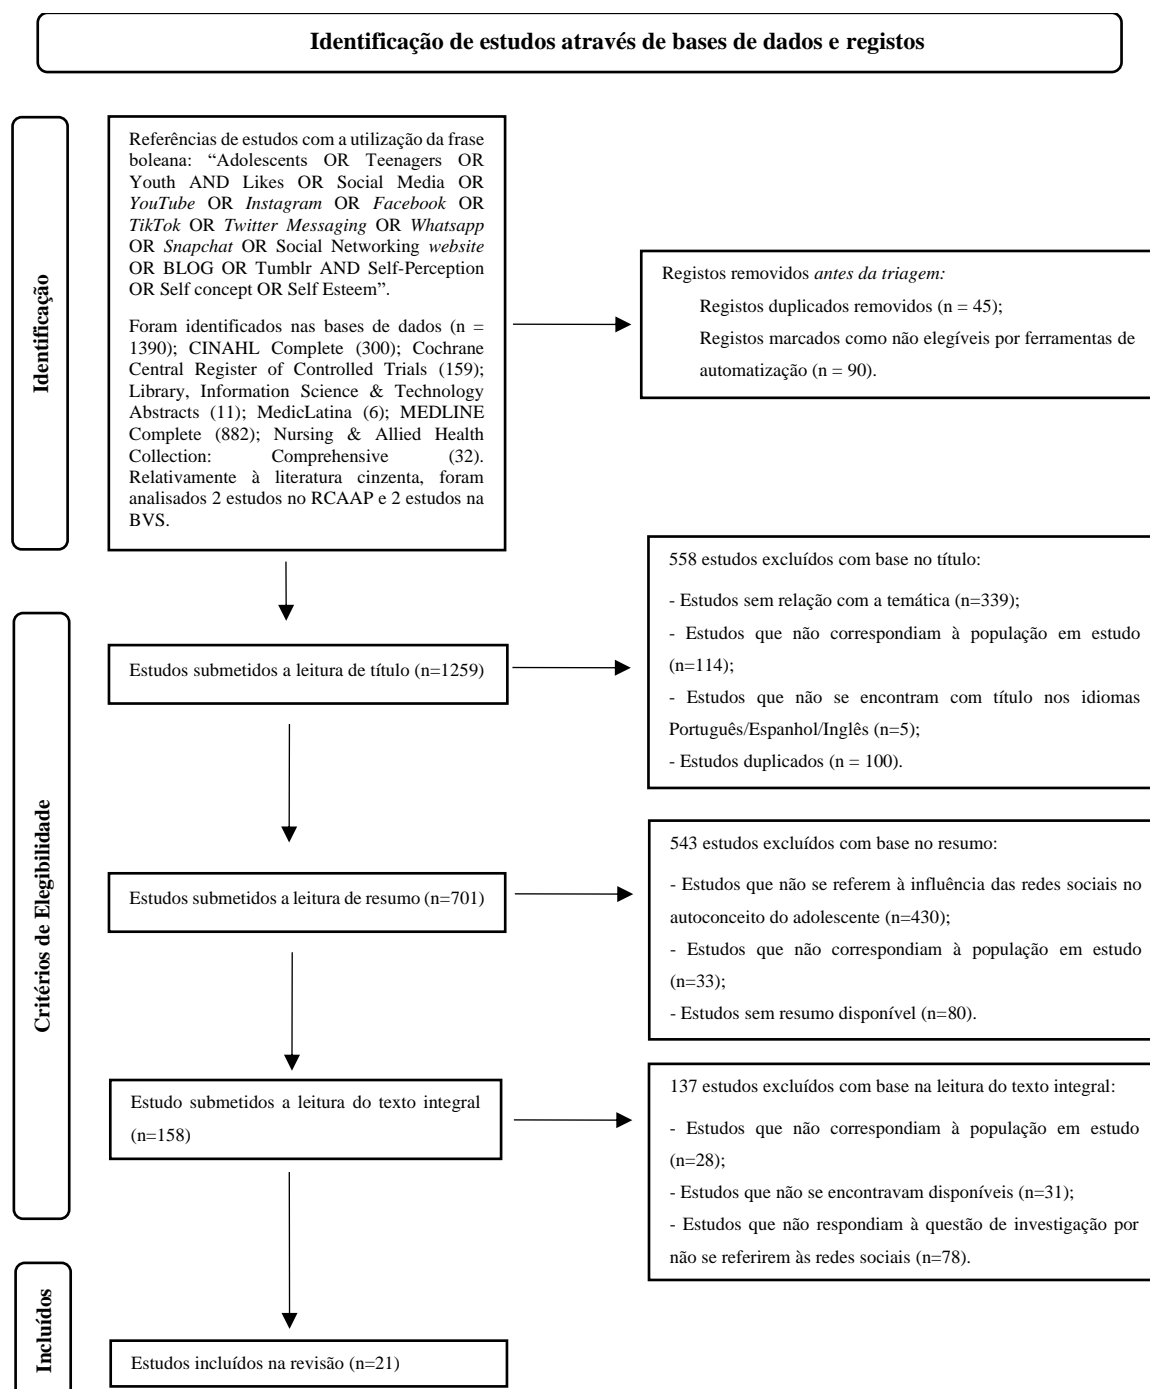 Identificação de estudos através de bases de dados e registos
Identificação
Referências de estudos com a utilização da frase
boleana: “Adolescents OR Teenagers OR
Youth AND Likes OR Social Media OR
YouTube OR Instagram OR Facebook OR
TikTok OR Twitter Messaging OR Whatsapp
OR Snapchat OR Social Networking website
OR BLOG OR Tumblr AND Self-Perception
OR Self concept OR Self Esteem”.
Foram identificados nas bases de dados (n =
1390); CINAHL Complete (300); Cochrane
Central Register of Controlled Trials (159);
Library, Information Science & Technology
Abstracts (11); MedicLatina (6); MEDLINE
Complete (882); Nursing & Allied Health
Collection: Comprehensive (32).
Relativamente à literatura cinzenta, foram
analisados 2 estudos no RCAAP e 2 estudos na
BVS.
Registos removidos antes da triagem:
Registos duplicados removidos (n = 45);
Registos marcados como não elegíveis por ferramentas de
automatização (n = 90).
Critérios de Elegibilidade
Estudos submetidos a leitura de título (n=1259)
558 estudos excluídos com base no título:
- Estudos sem relação com a temática (n=339);
- Estudos que não correspondiam à população em estudo
(n=114);
- Estudos que não se encontram com título nos idiomas
Português/Espanhol/Inglês (n=5);
- Estudos duplicados (n = 100).
Estudos submetidos a leitura de resumo (n=701)
543 estudos excluídos com base no resumo:
- Estudos que não se referem à influência das redes sociais no
autoconceito do adolescente (n=430);
- Estudos que não correspondiam à população em estudo
(n=33);
- Estudos sem resumo disponível (n=80).
Estudo submetidos a leitura do texto integral
(n=158)
137 estudos excluídos com base na leitura do texto integral:
- Estudos que não correspondiam à população em estudo
(n=28);
- Estudos que não se encontravam disponíveis (n=31);
- Estudos que não respondiam à questão de investigação por
não se referirem às redes sociais (n=78).
Incluídos
Estudos incluídos na revisão (n=21)